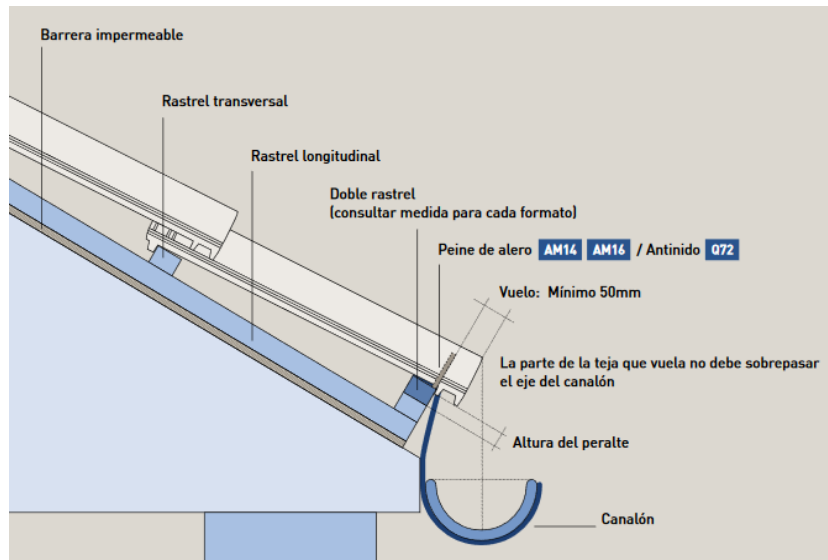 Barrera impermeable
Rastrel transversal
Rastrel longitudinal
Doble rastrel
(consultar medida para cada formato)
Peine de alero AM14 AM16 / Antinido Q72
Vuelo: Mínimo 50mm
La parte de la teja que vuela no debe sobrepasar
el eje del canalón
Altura del peralte
Canalón